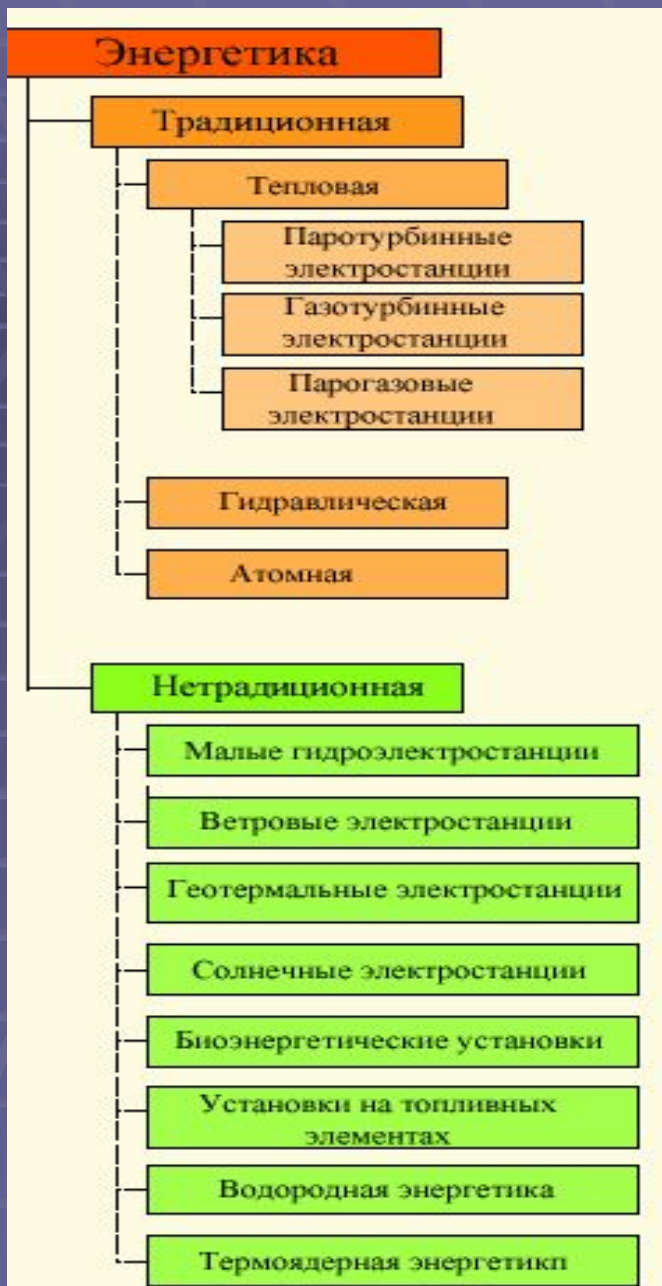 Энергетика
Традиционная
Тепловая
Паротурбинные
электростанции
Газотурбинные
электростанции
Парогазовые
электростанции
Гидравлическая
Атомная
Нетрадиционная
Малые гидроэлектростанции
Ветровые электростанции
Геотермальные электростанции
Солнечные электростанции
Биоэнергетические установки
Установки на топливных
элементах
Водородная энергетика
Термоядерная энергетикп